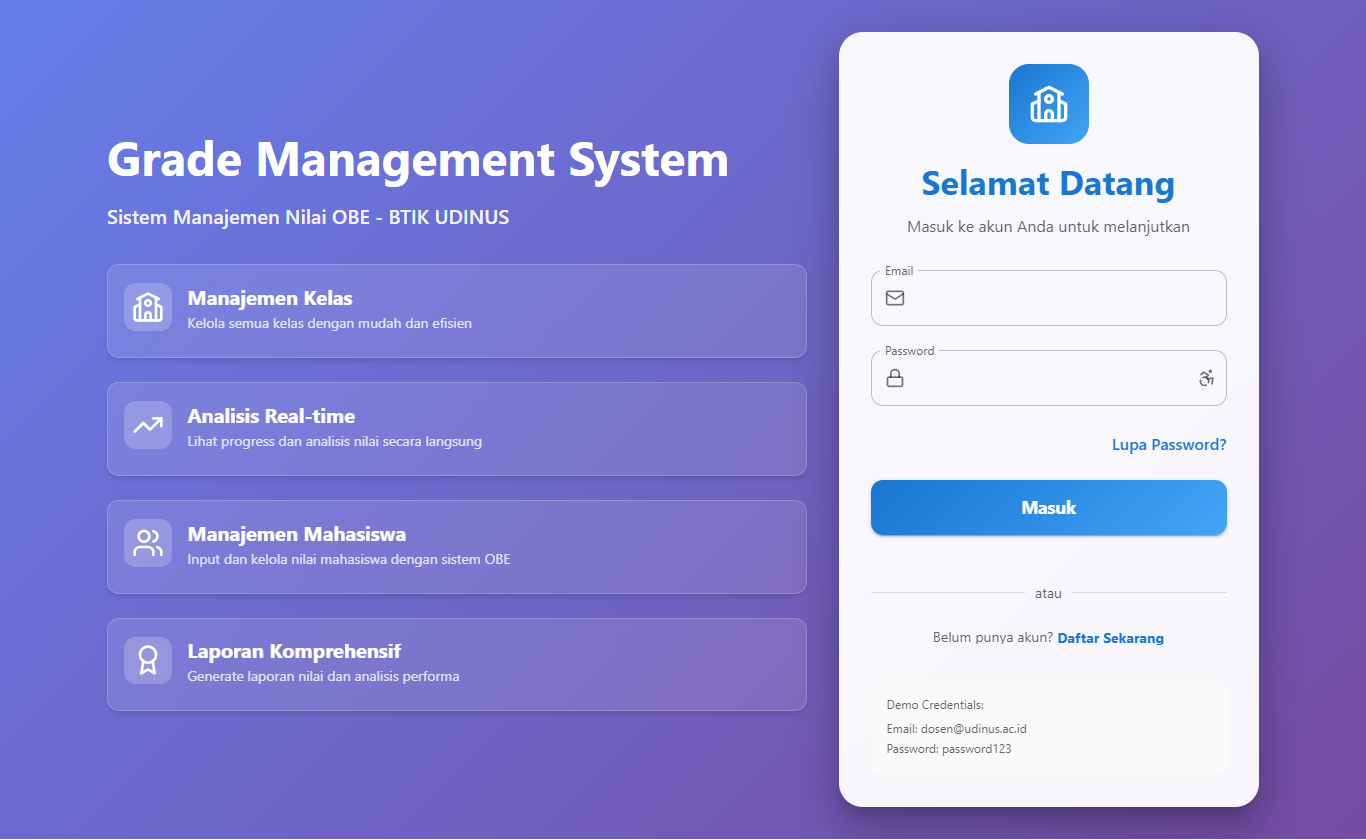 Grade Management System
Sistem Manajemen Nilai OBE - BTIK UDINUS
Manajemen Kelas
Kelola semua kelas dengan mudah dan efisien
Analisis Real-time
Lihat progress dan analisis nilai secara langsung
Manajemen Mahasiswa
Input dan kelola nilai mahasiswa dengan sistem OBE
Laporan Komprehensif
Generate laporan nilai dan analisis performa
Selamat Datang
Masuk ke akun Anda untuk melanjutkan
Email
Password
Lupa Password?
Masuk
atau
Belum punya akun? Daftar Sekarang
Demo Credentials:
Email: dosen@udinus.ac.id
Password: password123